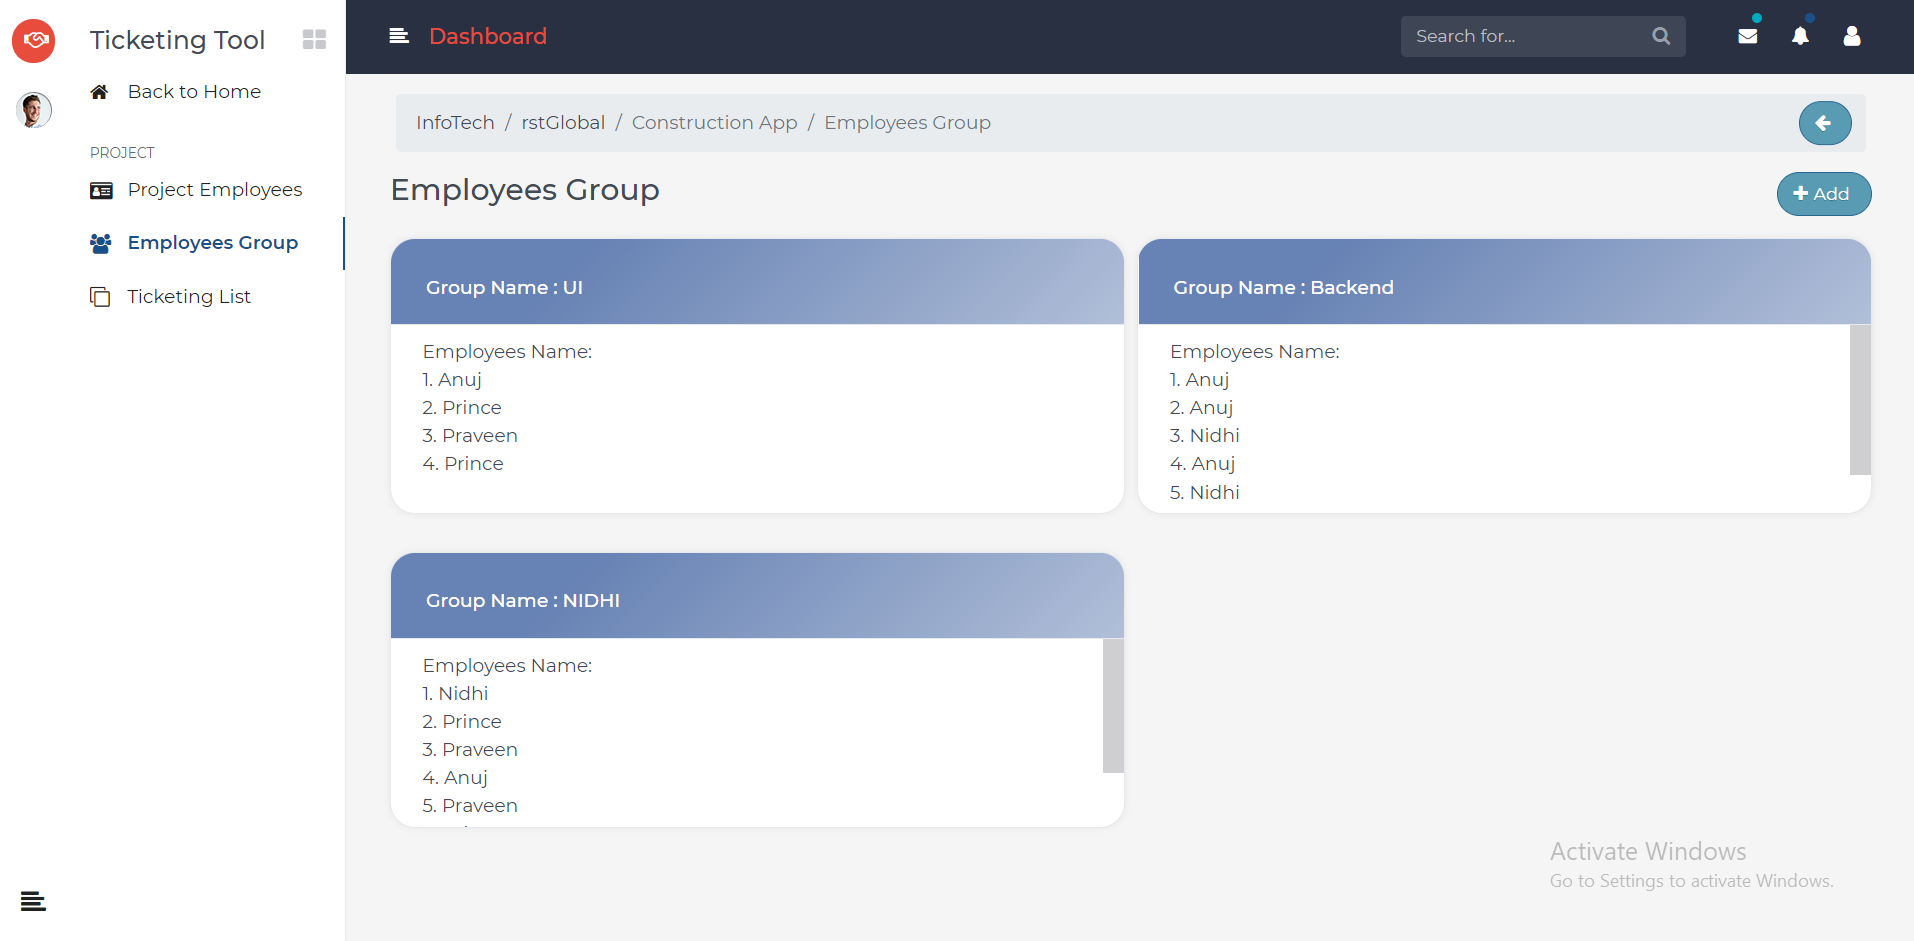 Ticketing Tool
Back to Home
PROJECT
Project Employees
Employees Group
Ticketing List
Dashboard
Search for...
InfoTech / rstGlobal / Construction App / Employees Group
Employees Group
Add
Group Name : UI
Employees Name:
1. Anuj
2. Prince
3. Praveen
4. Prince
Group Name : Backend
Employees Name:
1. Anuj
2. Anuj
3. Nidhi
4. Anuj
5. Nidhi
Group Name : NIDHI
Employees Name:
1. Nidhi
2. Prince
3. Praveen
4. Anuj
5. Praveen
Activate Windows
Go to Settings to activate Windows.